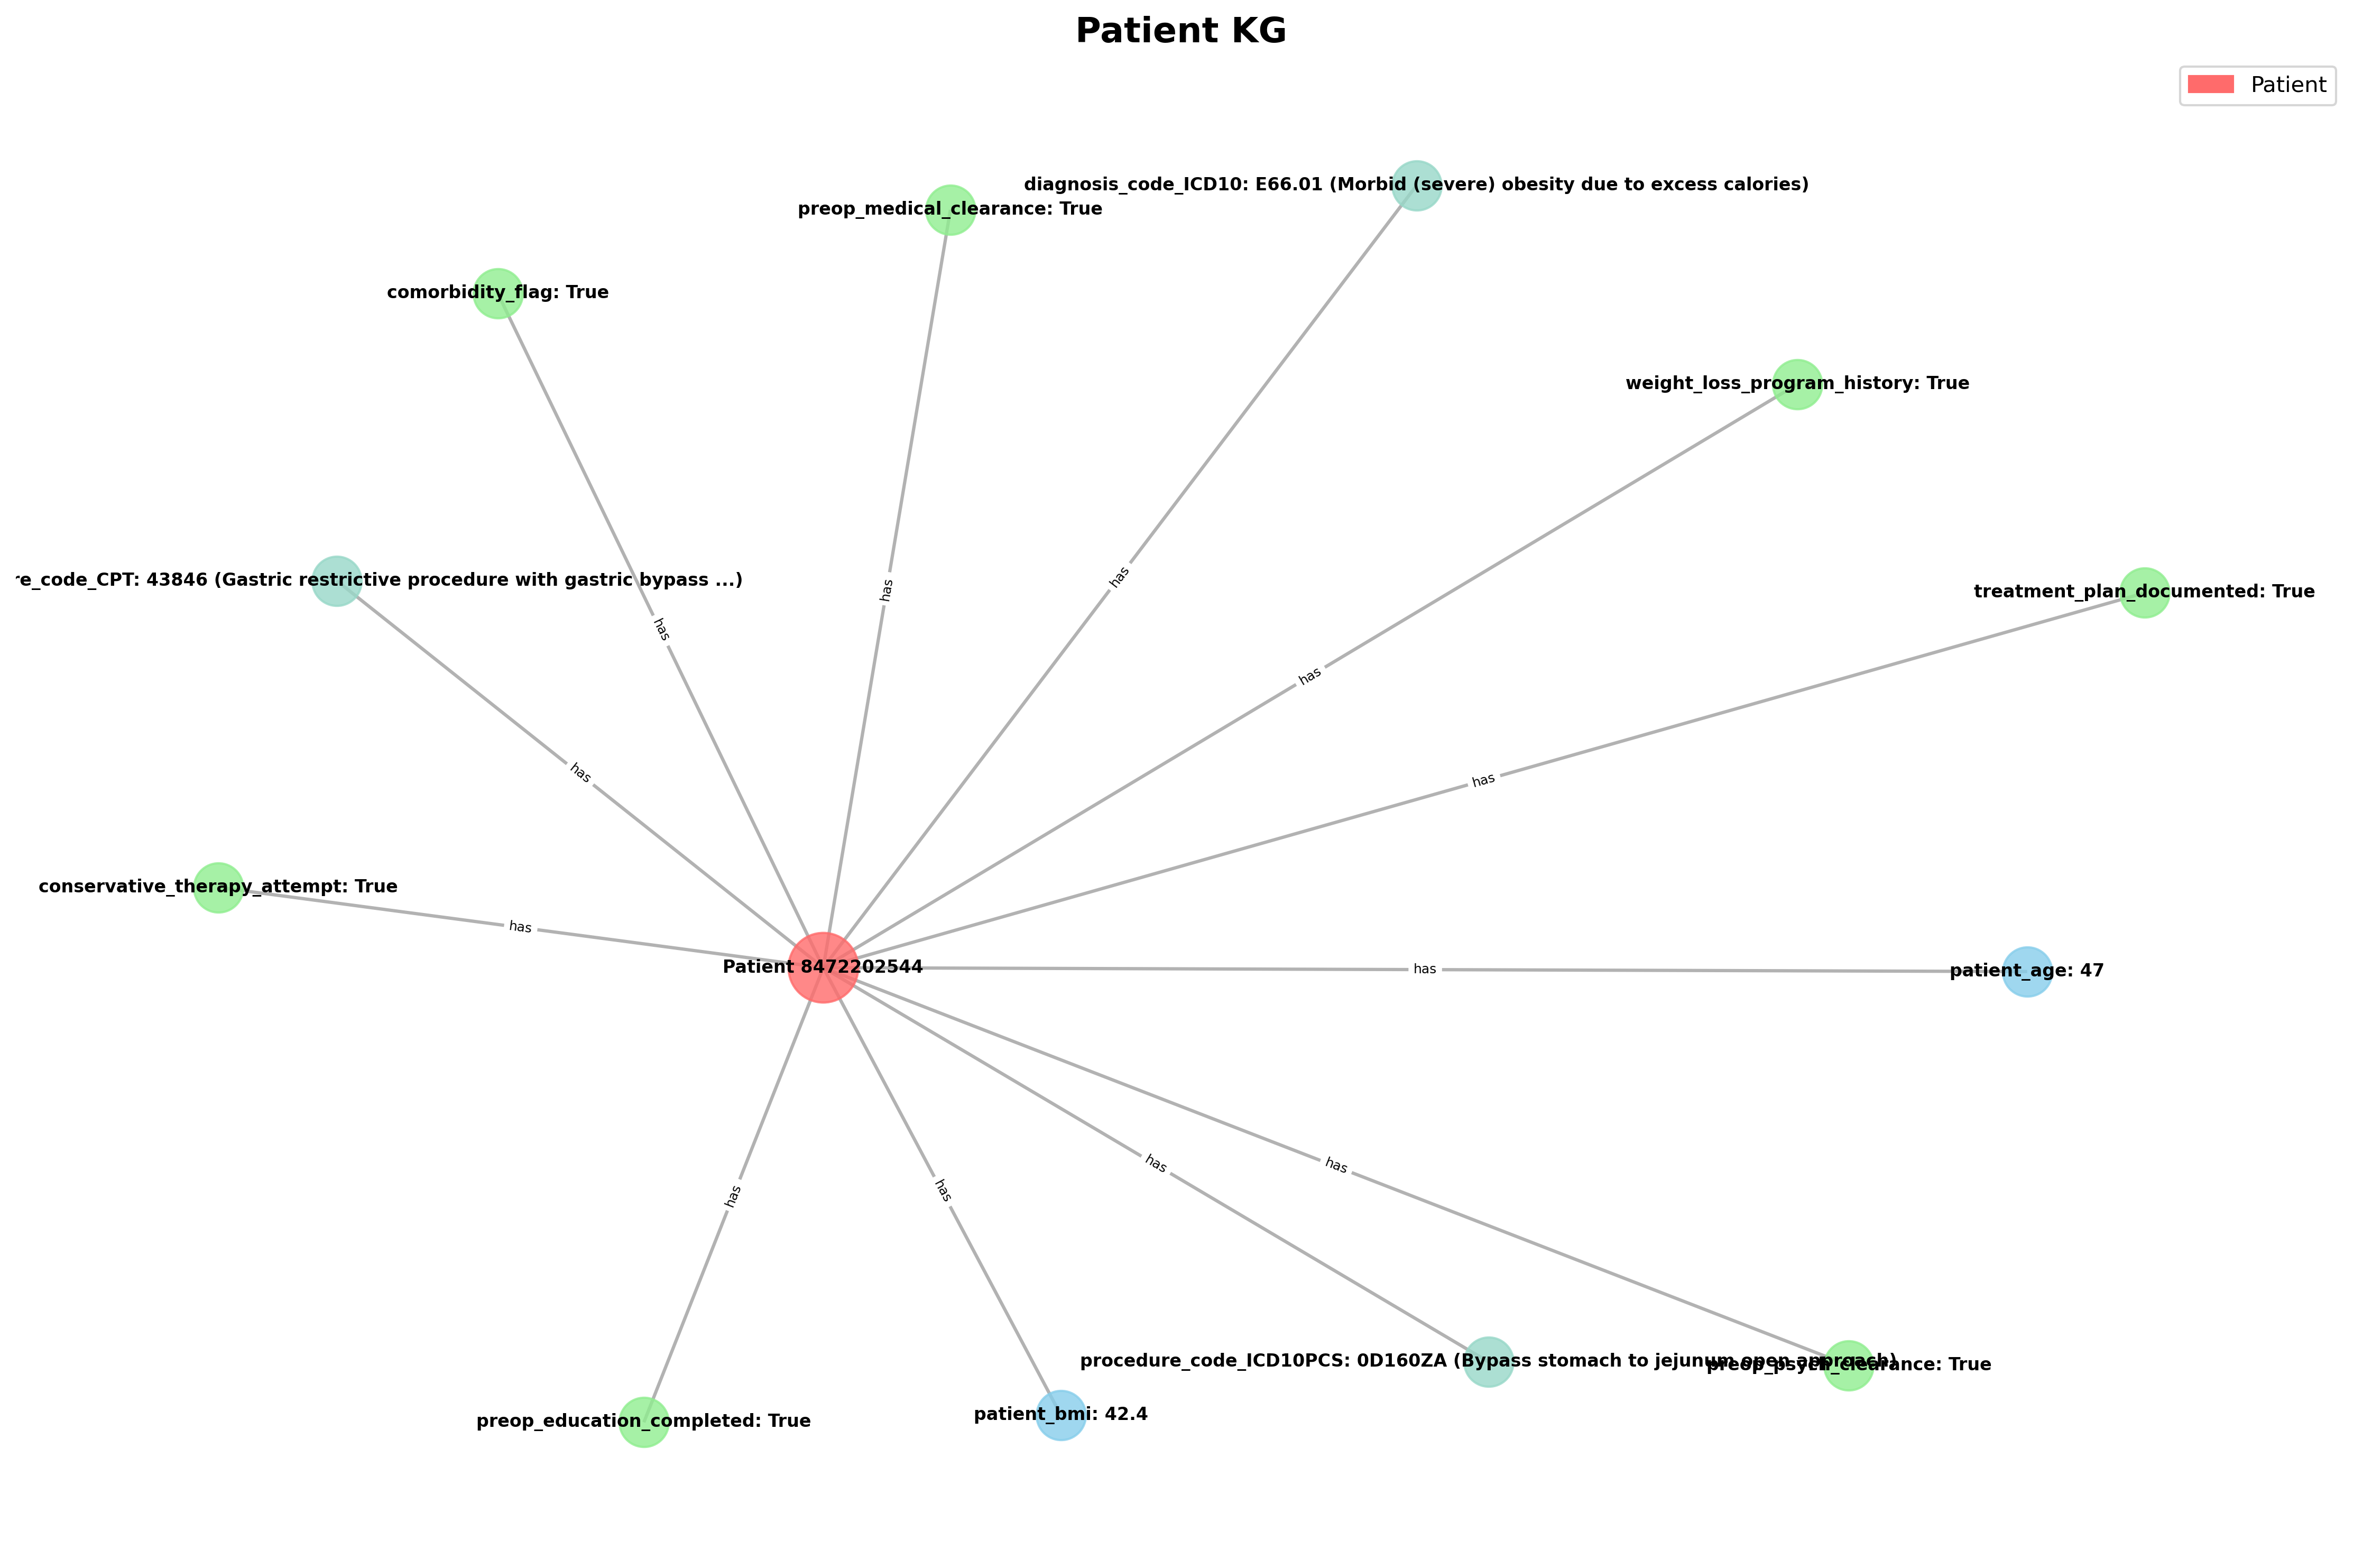 Patient KG
Patient
diagnosis_code_ICD10: E66.01 (Morbid (severe) obesity due to excess calories)
preop_medical_clearance: True
comorbidity_flag: True
weight_loss_program_history: True
re_code_CPT: 43846 (Gastric restrictive procedure with gastric bypass ...)
treatment_plan_documented: True
has
has
has
has
has
has
conservative_therapy_attempt: True
has
Patient 8472202544
has
patient_age: 47
has
has
has
has
procedure_code_ICD10PCS: 0D160ZA (Bypass stomach to jejunum open approach)
preop_psych_clearance: True
patient_bmi: 42.4
preop_education_completed: True